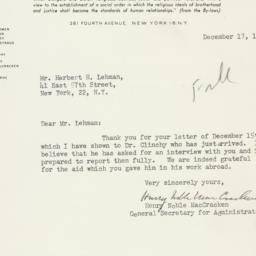 view to the establishment of a social order in which the religious ideals of brotherhood
and justice shall become the standards of human relationships." (from the By-laws)
381 FOURTH AVENUE, NEW YORK 16, N.Y.
December 17, 1
Mr. Herbert H. Lehman,
41 East 57th Street,
New York, 22, N.Y.
Dear Mr. Lehman:
Thank you for your letter of December 15
which I have shown to Dr. Clinchy who has just arrived.
believe that he has asked for an interview with you and
prepared to report then fully. We are indeed grateful
for the aid which you gave him in his work abroad.
Very sincerely yours,
Henry Noble MacCracken
Henry Noble MacCracken
General Secretary for Administrat